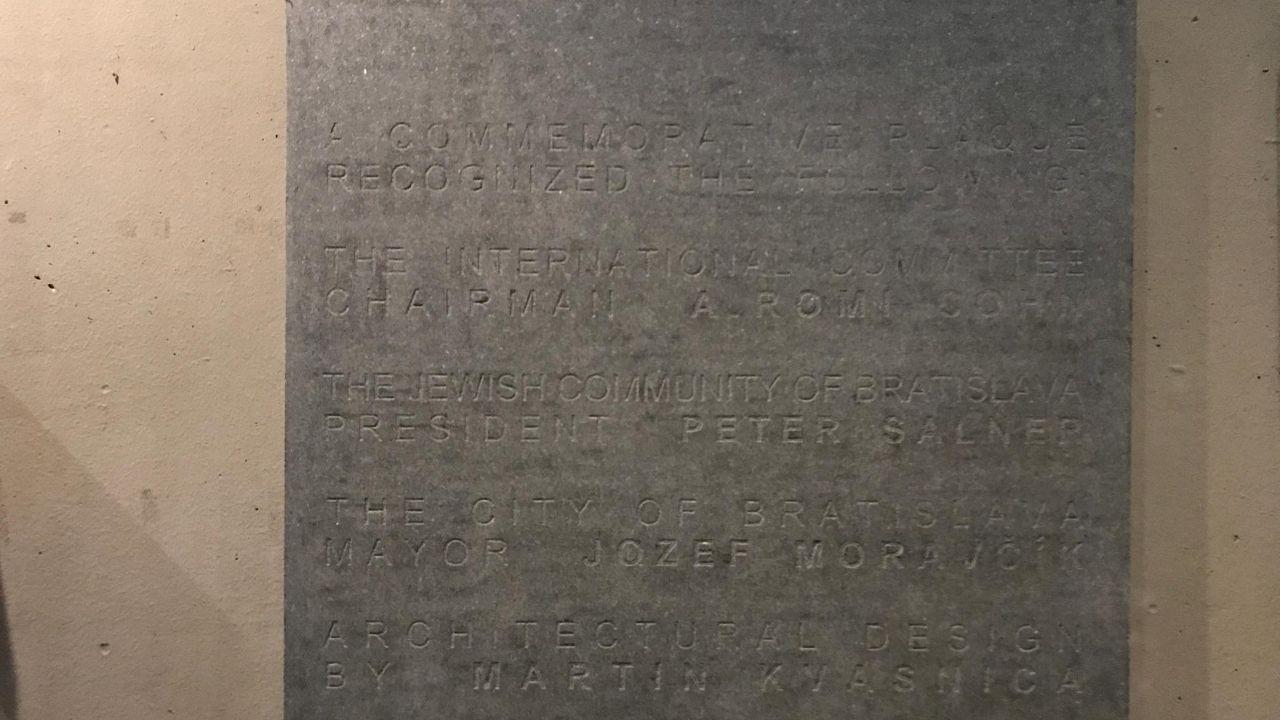 A COMMEMORATIVE PLAQUE
RECOGNIZED THE FOLLOWING:
THE INTERNATIONAL COMMITTEE
CHAIRMAN A. ROMI COHN
THE JEWISH COMMUNITY OF BRATISLAVA
PRESIDENT PETER SALNER
THE CITY OF BRATISLAVA
MAYOR JOZEF MORAVČÍK
ARCHITECTURAL DESIGN
BY MARTIN KVASNICA